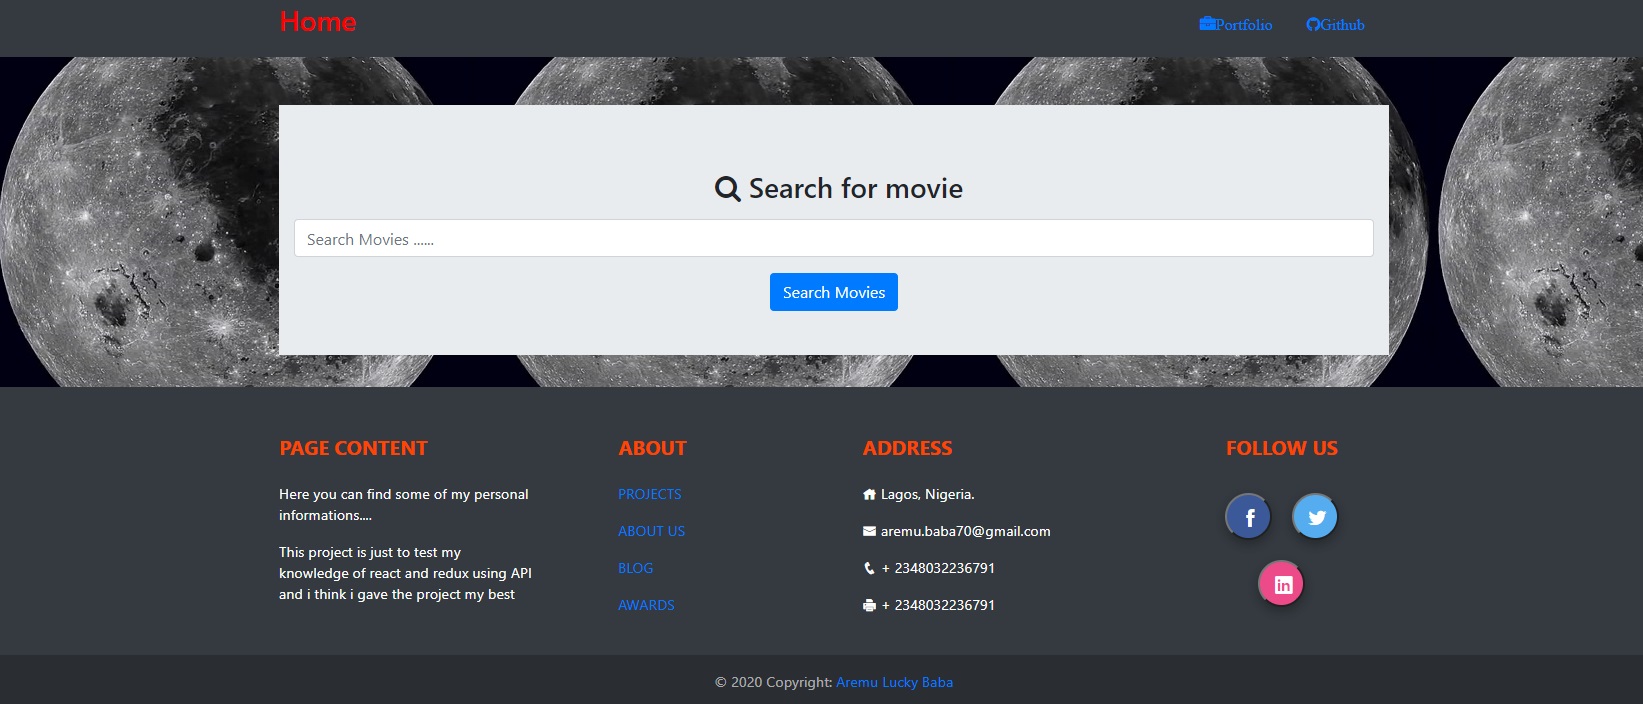 Home
Portfolio
Github
Search for movie
Search Movies ......
Search Movies
PAGE CONTENT
Here you can find some of my personal
informations....
This project is just to test my
knowledge of react and redux using API
and i think i gave the project my best
ABOUT
PROJECTS
ABOUT US
BLOG
AWARDS
ADDRESS
Lagos, Nigeria.
aremu.baba70@gmail.com
+ 2348032236791
+ 2348032236791
FOLLOW US
© 2020 Copyright: Aremu Lucky Baba